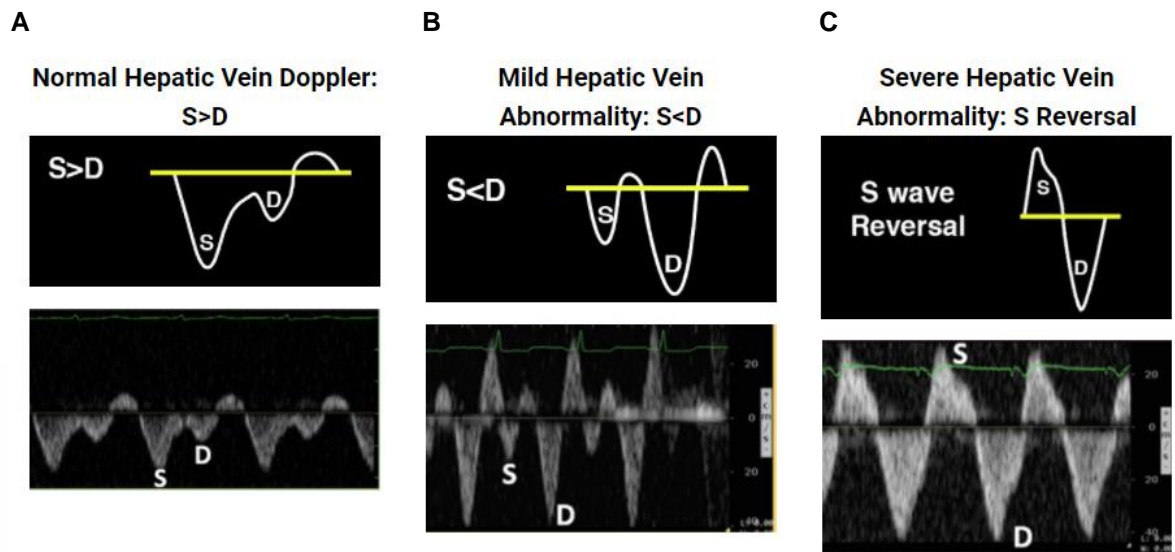 A
Normal Hepatic Vein Doppler:
S>D
S>D
S
D
S
D
B
Mild Hepatic Vein
Abnormality: S<D
S<D
S
D
20
0
20
S
D
C
Severe Hepatic Vein
Abnormality: S Reversal
S wave
Reversal
S
D
S
20
0
20
40
D